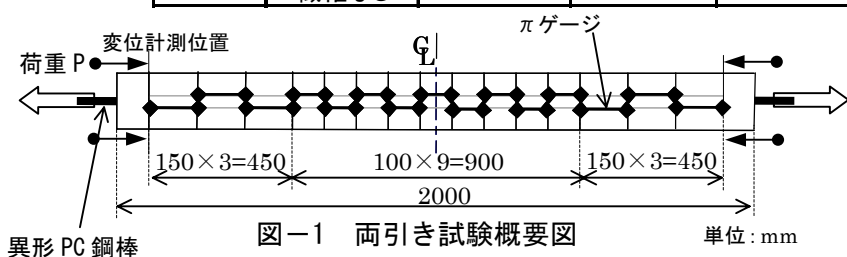 変位計測位置
荷重 P
CL
πゲージ
150×3=450
100×9=900
150×3=450
2000
異形 PC 鋼棒
図－1　両引き試験概要図
単位：mm